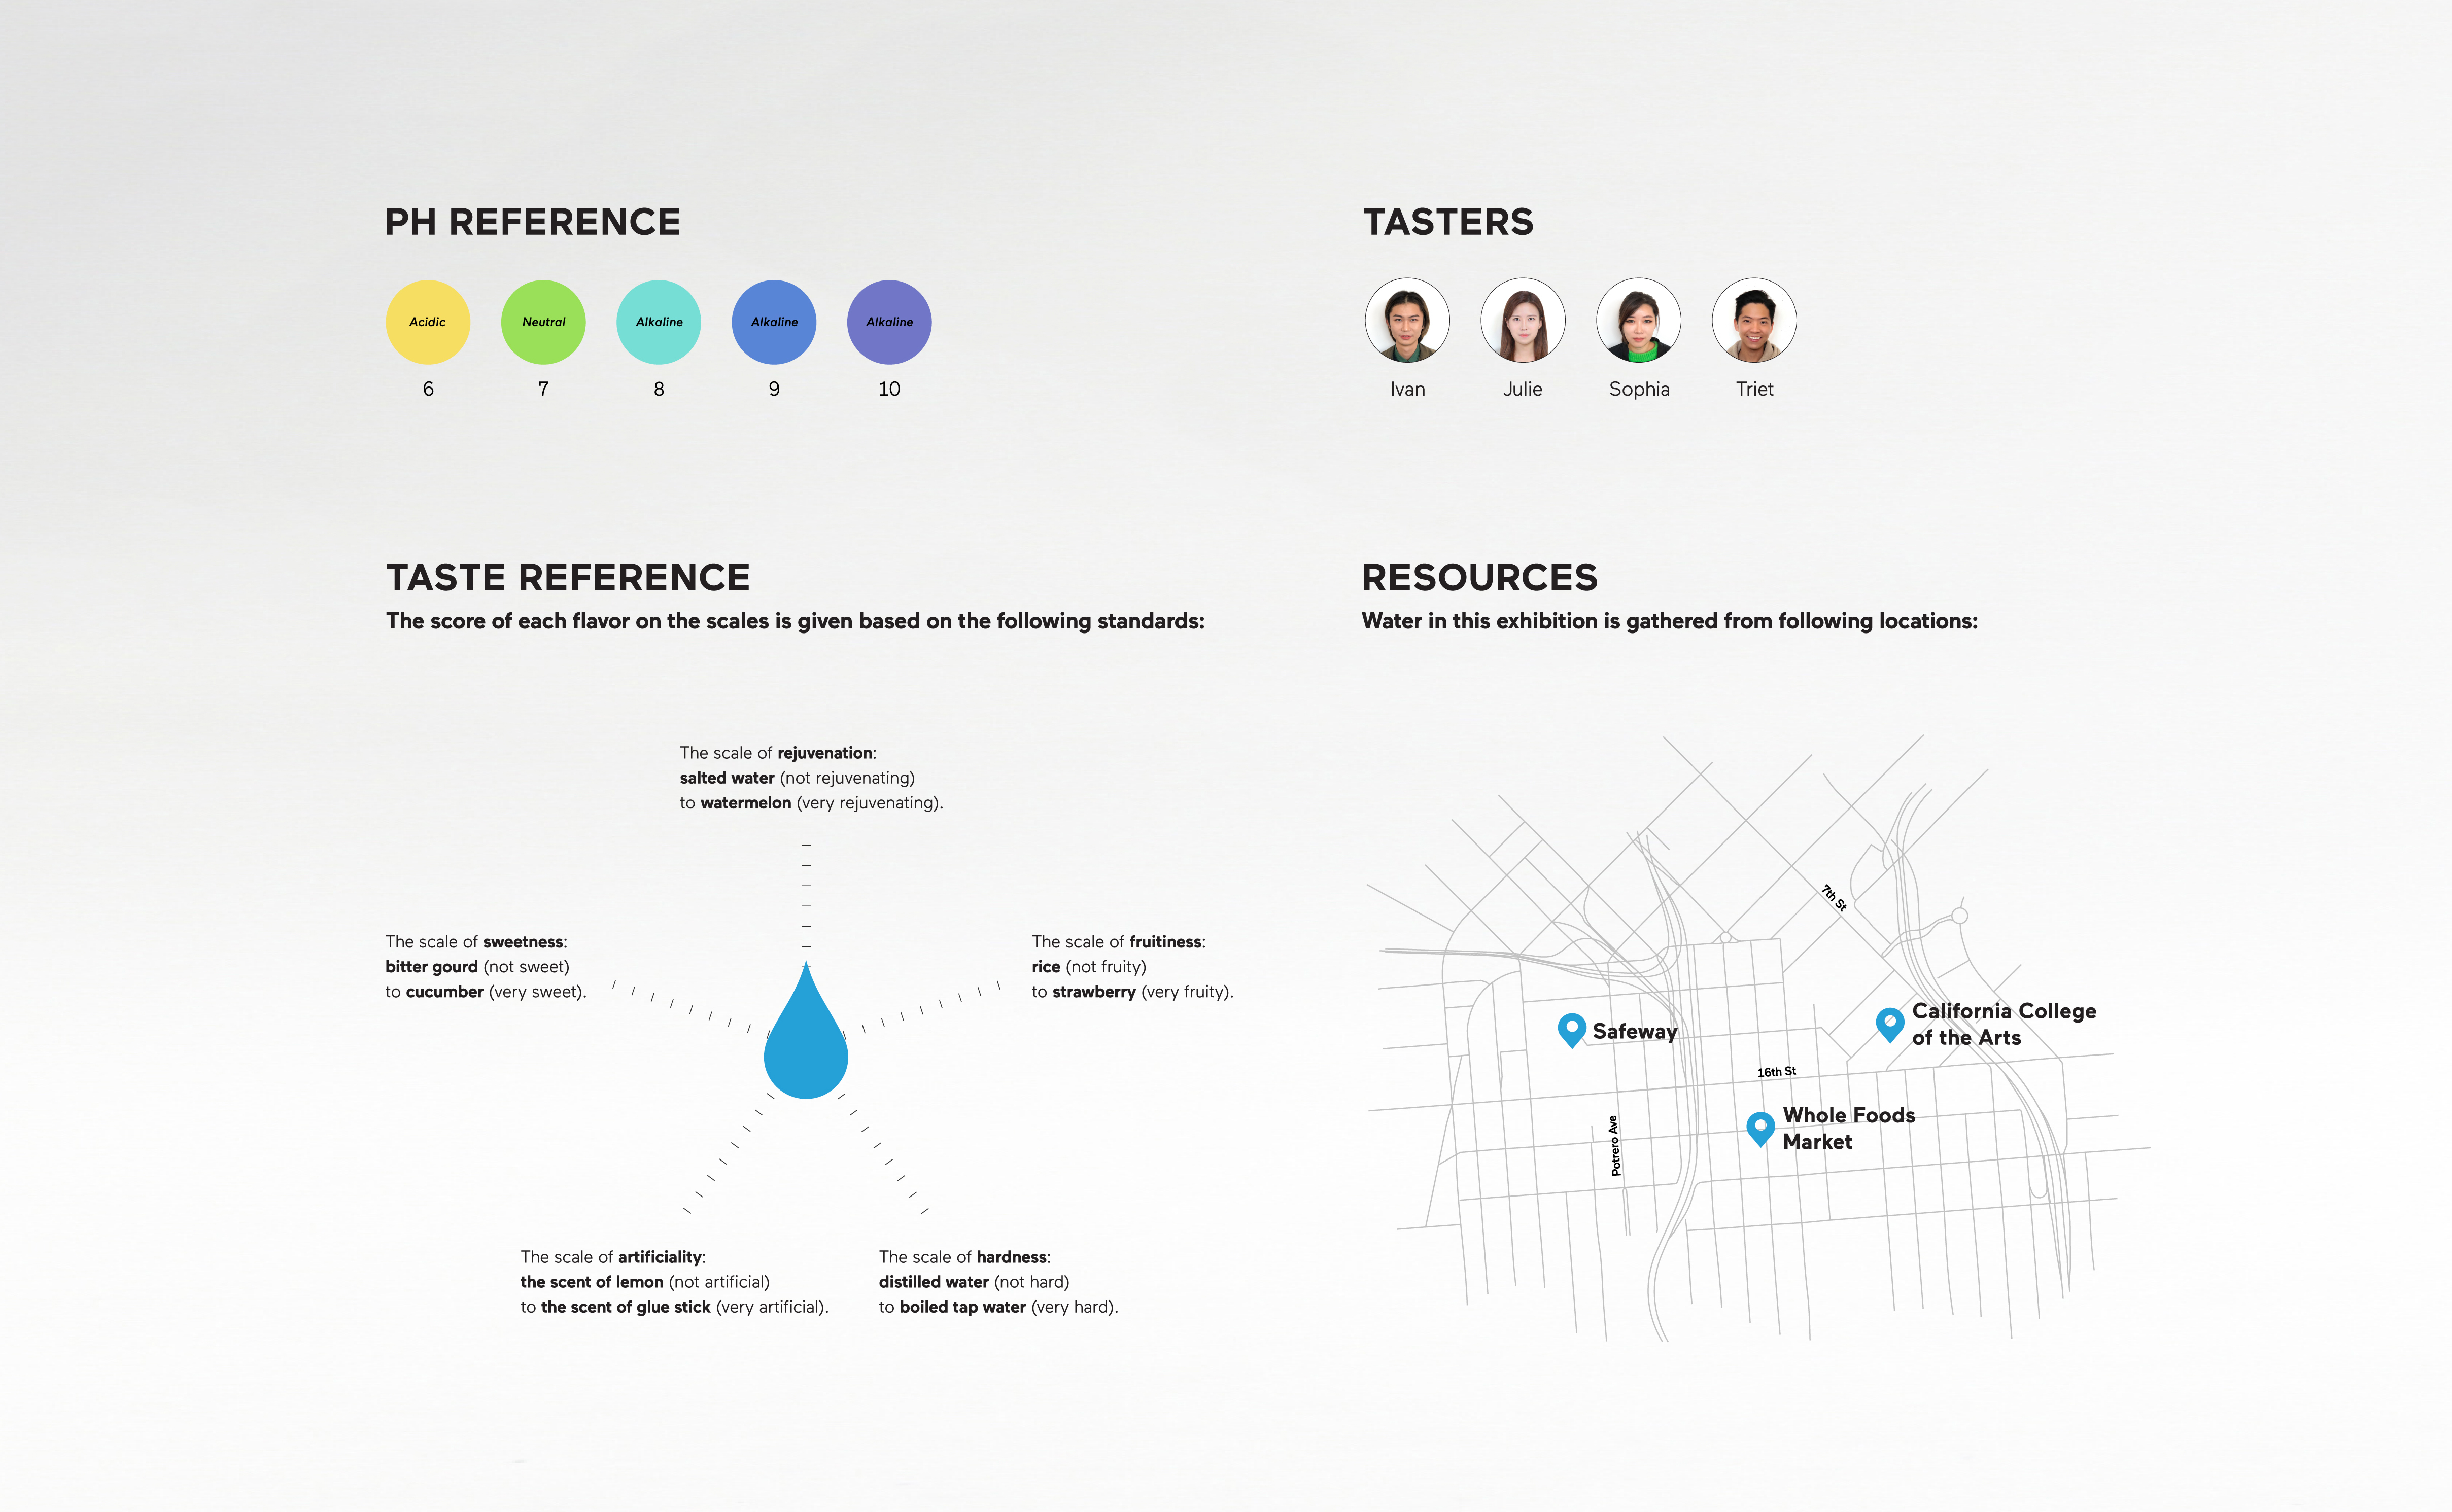 PH REFERENCE
Acidic
Neutral
Alkaline
Alkaline
Alkaline
6
7
8
9
10
TASTERS
Ivan
Julie
Sophia
Triet
TASTE REFERENCE
The score of each flavor on the scales is given based on the following standards:
The scale of rejuvenation:
salted water (not rejuvenating)
to watermelon (very rejuvenating).
The scale of sweetness:
bitter gourd (not sweet)
to cucumber (very sweet).
The scale of fruitiness:
rice (not fruity)
to strawberry (very fruity).
The scale of artificiality:
the scent of lemon (not artificial)
to the scent of glue stick (very artificial).
The scale of hardness:
distilled water (not hard)
to boiled tap water (very hard).
RESOURCES
Water in this exhibition is gathered from following locations:
7th St
Safeway
California College
of the Arts
16th St
Whole Foods
Market
Potrero Ave